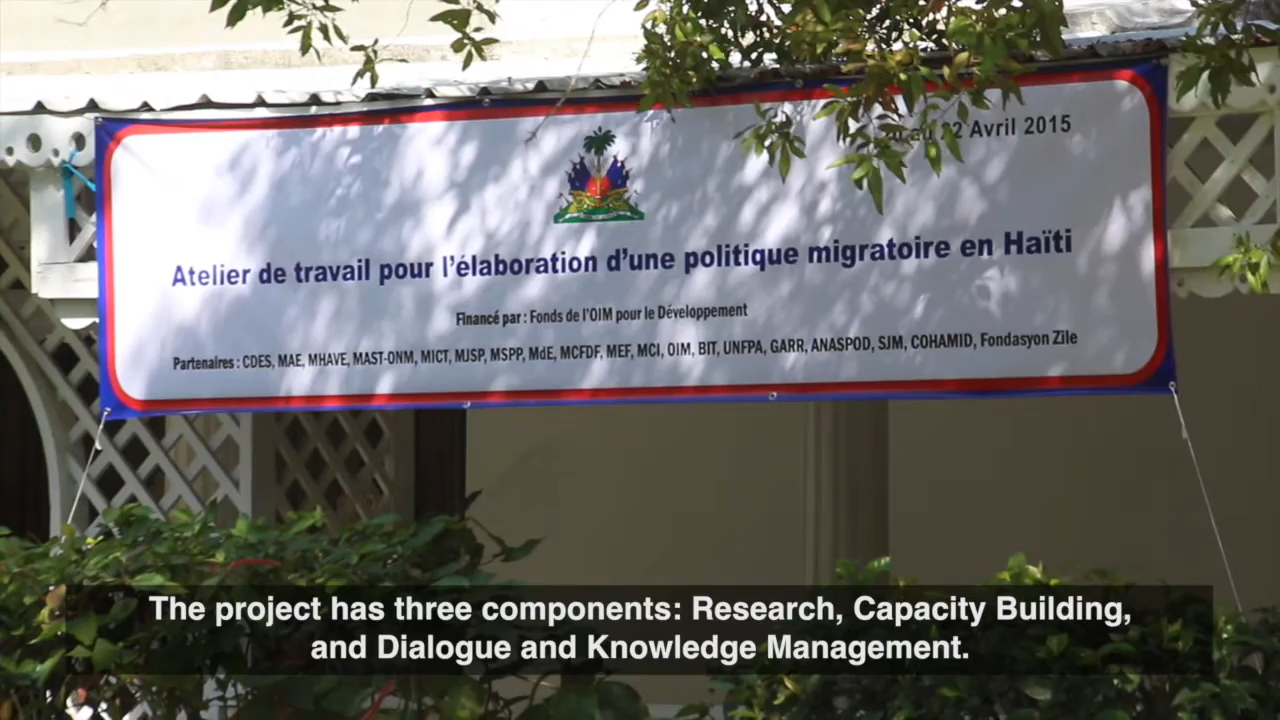 au 22 Avril 2015
Atelier de travail pour l'élaboration d'une politique migratoire en Haïti
Financé par : Fonds de l'OIM pour le Développement
Partenaires : CDES, MAE, MHAVE, MAST-ONM, MICT, MJSP, MSPP, MdE, MCFDF, MEF, MCI, OIM, BIT, UNFPA, GARR, ANASPOD, SJM, COHAMID, Fondasyon Zile
The project has three components: Research, Capacity Building,
and Dialogue and Knowledge Management.